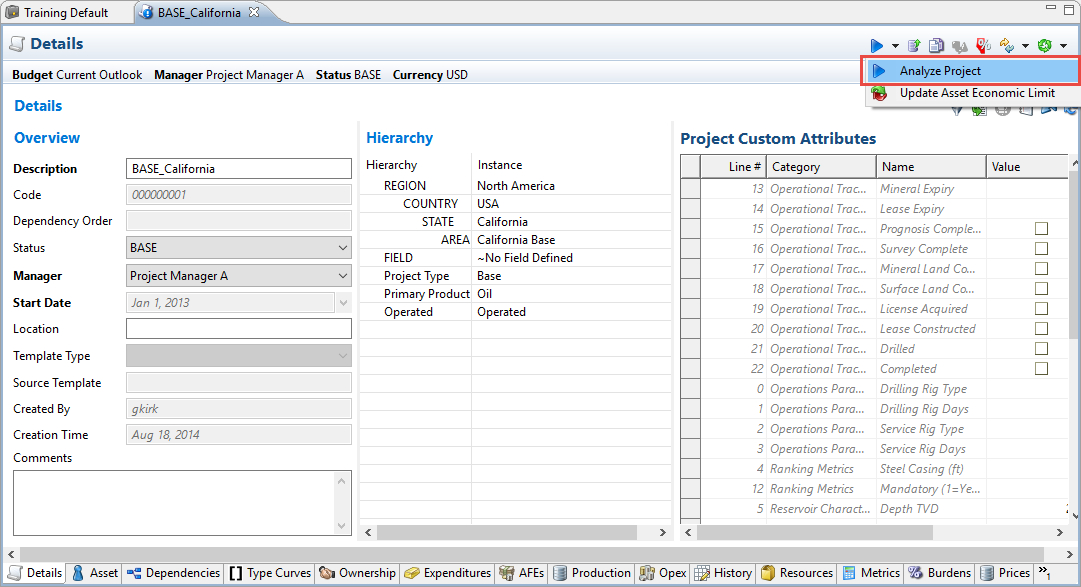 Training Default
BASE_California
Details
Budget Current Outlook Manager Project Manager A Status BASE Currency USD
Analyze Project
Update Asset Economic Limit
Details
Overview
Description BASE_California
Code 000000001
Dependency Order
Status BASE
Manager Project Manager A
Start Date Jan 1, 2013
Location
Template Type
Source Template
Created By gkirk
Creation Time Aug 18, 2014
Comments
Hierarchy
Hierarchy Instance
REGION North America
COUNTRY USA
STATE California
AREA California Base
FIELD ~No Field Defined
Project Type Base
Primary Product Oil
Operated Operated
Project Custom Attributes
Line # Category Name Value
13 Operational Trac... Mineral Expiry
14 Operational Trac... Lease Expiry
15 Operational Trac... Prognosis Comple...
16 Operational Trac... Survey Complete
17 Operational Trac... Mineral Land Co...
18 Operational Trac... Surface Land Co...
19 Operational Trac... License Acquired
20 Operational Trac... Lease Constructed
21 Operational Trac... Drilled
22 Operational Trac... Completed
0 Operations Para... Drilling Rig Type
1 Operations Para... Drilling Rig Days
2 Operations Para... Service Rig Type
3 Operations Para... Service Rig Days
4 Ranking Metrics Steel Casing (ft)
12 Ranking Metrics Mandatory (1=Ye...
5 Reservoir Charact... Depth TVD
Details Asset Dependencies Type Curves Ownership Expenditures AFEs Production Opex History Resources Metrics Burdens Prices